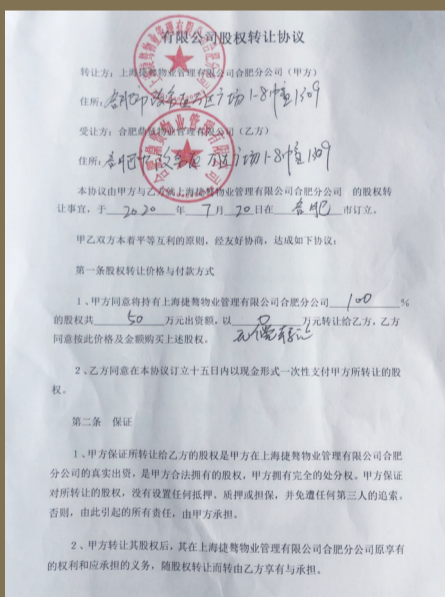 有限公司股权转让协议
转让方：上海捷骜物业管理有限公司合肥分公司（甲方）
住所：合肥市政务区万达广场1-8幢1309
受让方：合肥鼎骜物业管理有限公司（乙方）
住所：合肥市政务区万达广场1-8幢1309
本协议由甲方与乙方就上海捷骜物业管理有限公司合肥分公司 的股权转
让事宜，于 2020 年 7 月 20 日在 合肥 市订立。
甲乙双方本着平等互利的原则，经友好协商，达成如下协议：
第一条股权转让价格与付款方式
1、甲方同意将持有上海捷骜物业管理有限公司合肥分公司 100 %
的股权共 50 万元出资额，以 0 万元转让给乙方，乙方
同意按此价格及金额购买上述股权。 无偿转让
2、乙方同意在本协议订立十五日内以现金形式一次性支付甲方所转让的股
权。
第二条 保证
1、甲方保证所转让给乙方的股权是甲方在上海捷骜物业管理有限公司合肥
分公司的真实出资，是甲方合法拥有的股权，甲方拥有完全的处分权。甲方保证
对所转让的股权，没有设置任何抵押、质押或担保，并免遭任何第三人的追索。
否则，由此引起的所有责任，由甲方承担。
2、甲方转让其股权后，其在上海捷骜物业管理有限公司合肥分公司原享有
的权利和应承担的义务，随股权转让而转由乙方享有与承担。